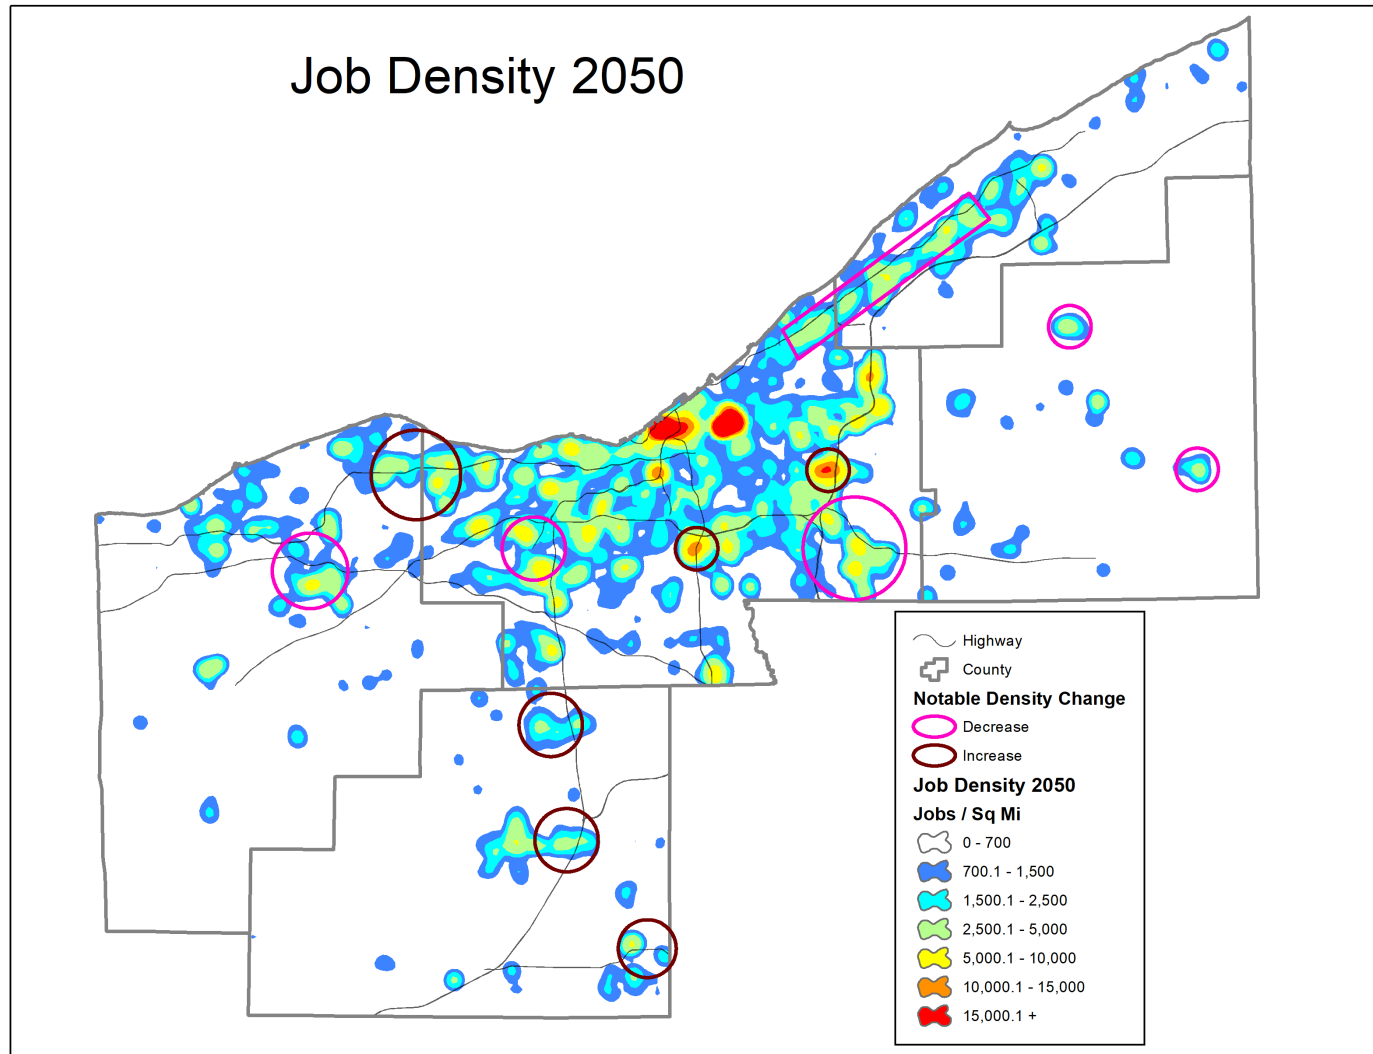 Job Density 2050
Highway
County
Notable Density Change
Decrease
Increase
Job Density 2050
Jobs / Sq Mi
0 - 700
700.1 - 1,500
1,500.1 - 2,500
2,500.1 - 5,000
5,000.1 - 10,000
10,000.1 - 15,000
15,000.1 +